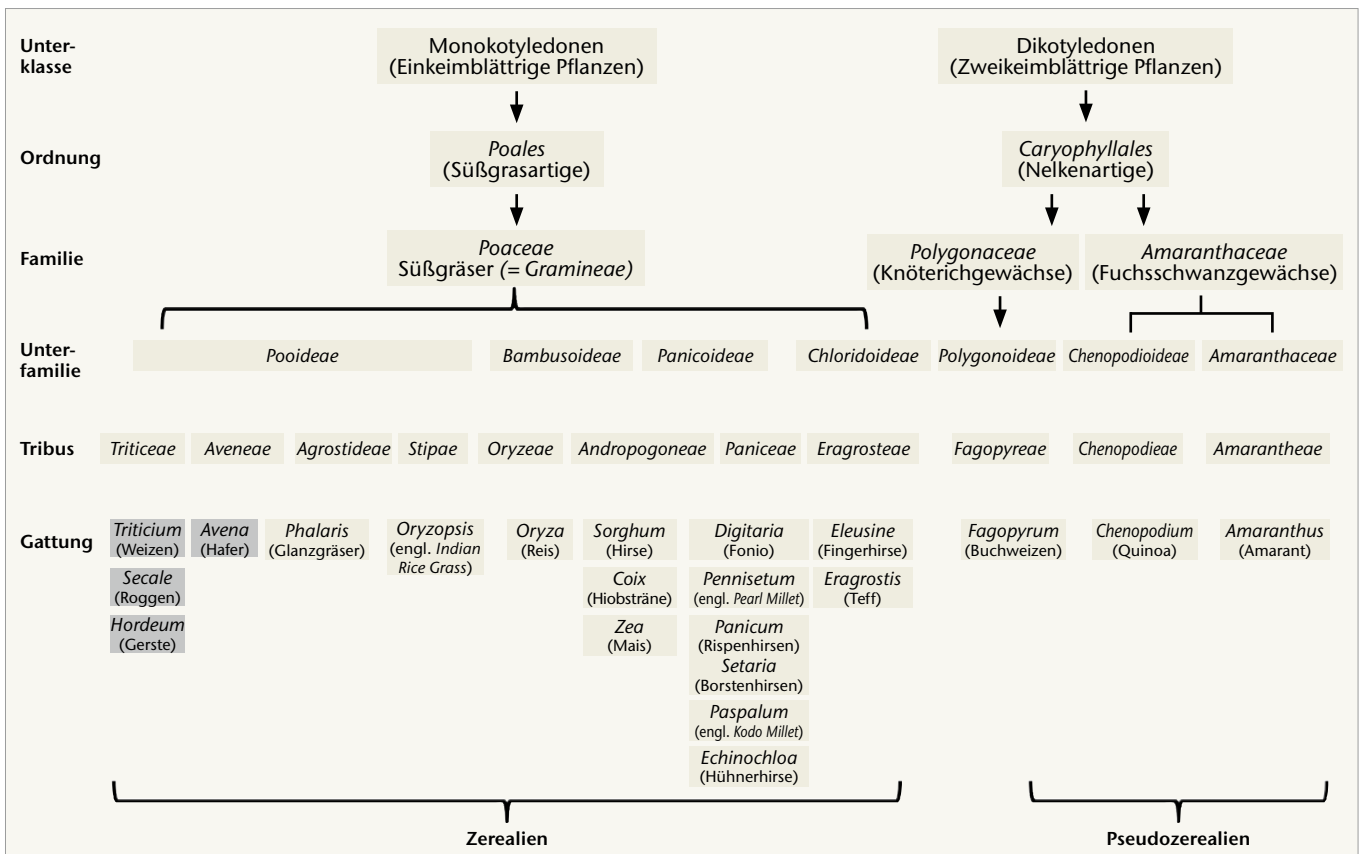 Unter-
klasse
Monokotyledonen
(Einkeimblättrige Pflanzen)
Dikotyledonen
(Zweikeimblättrige Pflanzen)
Ordnung
Poales
(Süßgrasartige)
Caryophyllales
(Nelkenartige)
Familie
Poaceae
Süßgräser (= Gramineae)
Polygonaceae
(Knöterichgewächse)
Amaranthaceae
(Fuchsschwanzgewächse)
Unter-
familie
Pooideae
Bambusoideae
Panicoideae
Chloridoideae
Polygonoideae
Chenopodioideae
Amaranthaceae
Tribus
Triticeae
Aveneae
Agrostideae
Stipae
Oryzeae
Andropogoneae
Paniceae
Eragrosteae
Fagopyreae
Chenopodieae
Amarantheae
Gattung
Triticium
(Weizen)
Secale
(Roggen)
Hordeum
(Gerste)
Avena
(Hafer)
Phalaris
(Glanzgräser)
Oryzopsis
(engl. Indian
Rice Grass)
Oryza
(Reis)
Sorghum
(Hirse)
Coix
(Hiobsträne)
Zea
(Mais)
Digitaria
(Fonio)
Pennisetum
(engl. Pearl Millet)
Panicum
(Rispenhirsen)
Setaria
(Borstenhirsen)
Paspalum
(engl. Kodo Millet)
Echinochloa
(Hühnerhirse)
Eleusine
(Fingerhirse)
Eragrostis
(Teff)
Fagopyrum
(Buchweizen)
Chenopodium
(Quinoa)
Amaranthus
(Amarant)
Zerealien
Pseudozerealien